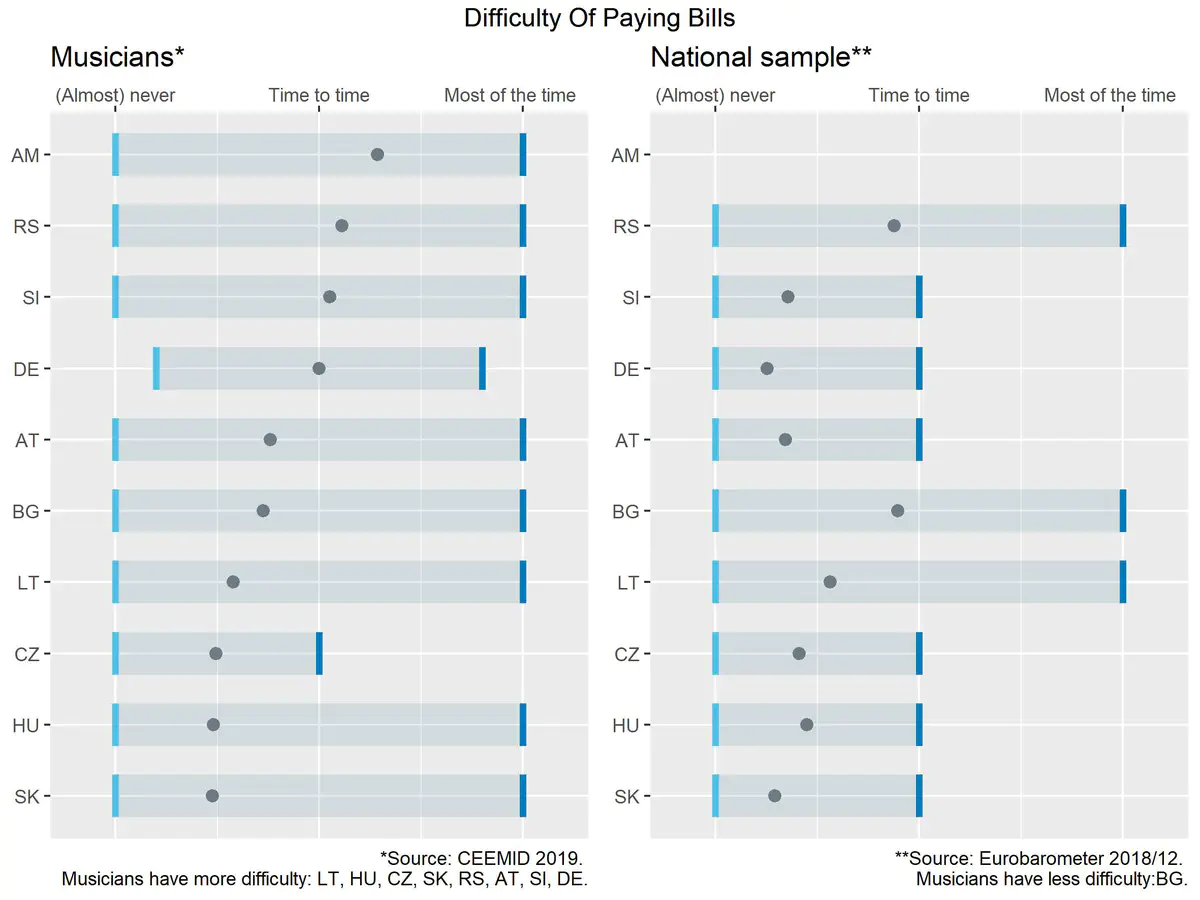 Difficulty Of Paying Bills
Musicians*
(Almost) never Time to time Most of the time
AM
RS
SI
DE
AT
BG
LT
CZ
HU
SK
*Source: CEEMID 2019.
Musicians have more difficulty: LT, HU, CZ, SK, RS, AT, SI, DE.
National sample**
(Almost) never Time to time Most of the time
AM
RS
SI
DE
AT
BG
LT
CZ
HU
SK
**Source: Eurobarometer 2018/12.
Musicians have less difficulty:BG.